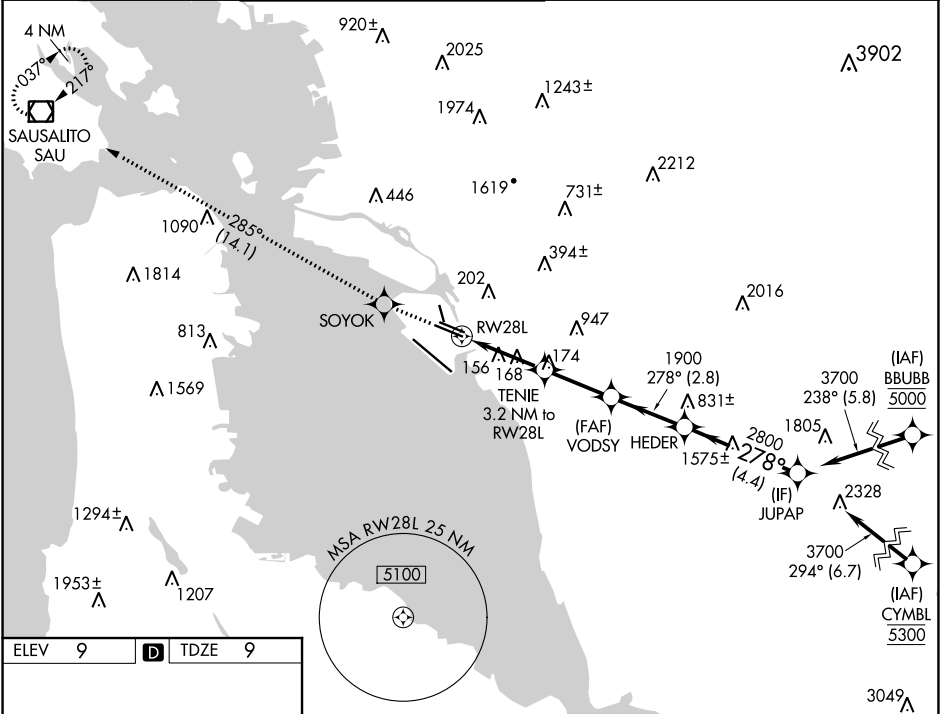 4 NM
037°
217°
SAUSALITO
SAU
920±
2025
3902
1243±
1974
2212
446
1619
731±
1090
285°
(14.1)
394±
1814
202
2016
SOYOK
RW28L
947
813
156
168
174
1900
278° (2.8)
(IAF)
BBUBB
5000
3700
238° (5.8)
1569
TENIE
3.2 NM to
RW28L
831±
(FAF)
VODSY
HEDER
1805
2800
278°
(4.4)
1575±
(IF)
JUPAP
2328
1294±
MSA RW28L 25 NM
5100
3700
294° (6.7)
1953±
1207
(IAF)
CYMBL
5300
ELEV 9 D TDZE 9
3049